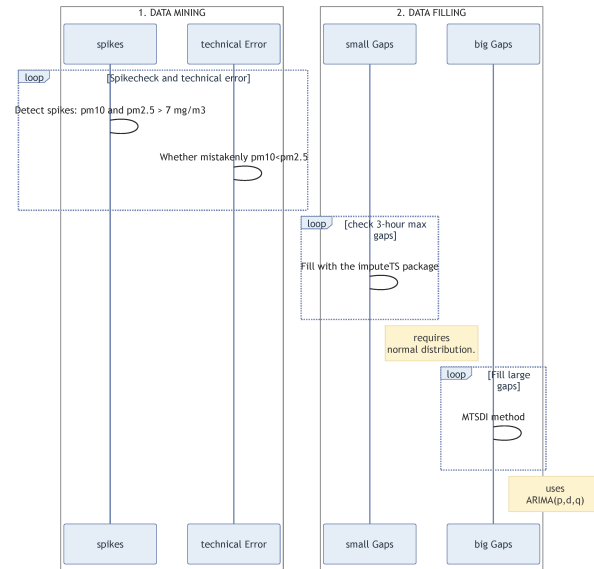 1. DATA MINING
2. DATA FILLING
spikes
technical Error
small Gaps
big Gaps
loop
[Spikecheck and technical error]
Detect spikes: pm10 and pm2.5 > 7 mg/m3
Whether mistakenly pm10<pm2.5
loop
[check 3-hour max
gaps]
Fill with the imputeTS package
requires
normal distribution.
loop
[Fill large
gaps]
MTSDI method
uses
ARIMA(p,d,q)
spikes
technical Error
small Gaps
big Gaps